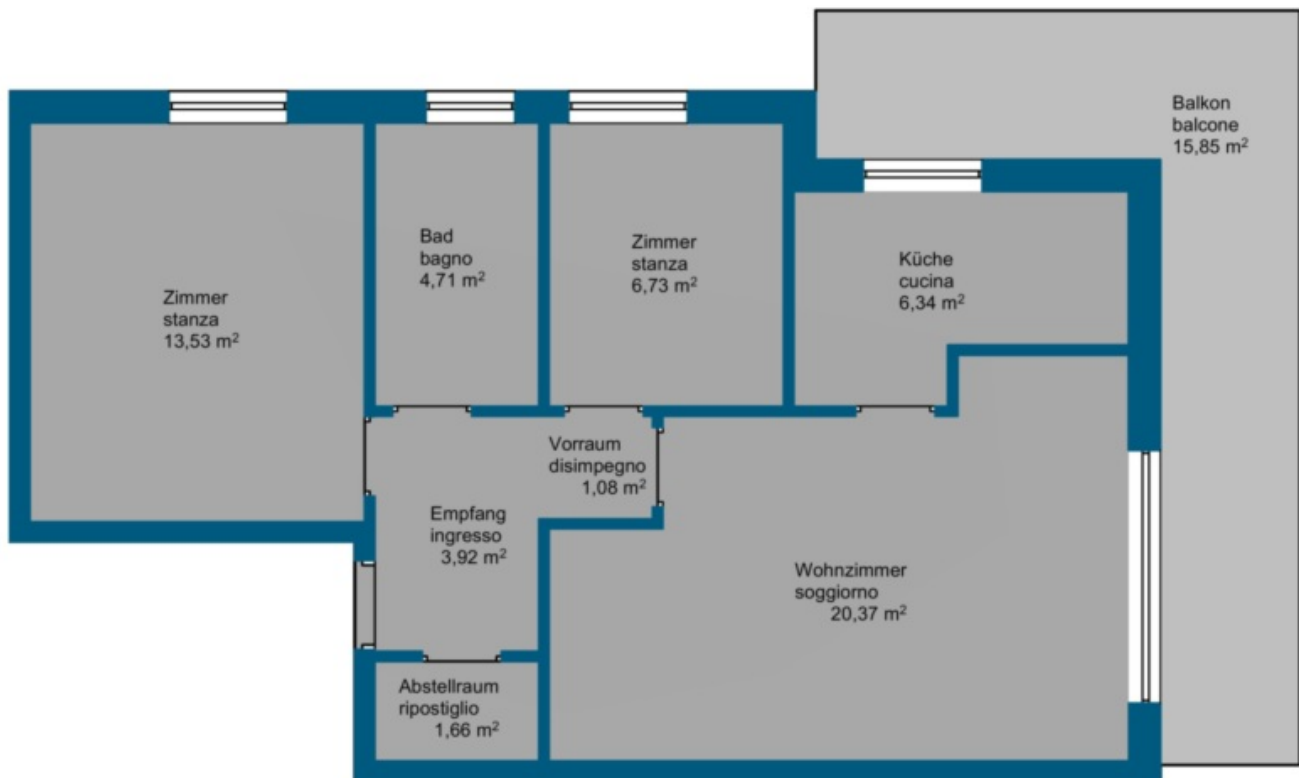 Balkon
balcone
15,85 m²
Bad
bagno
4,71 m²
Zimmer
stanza
6,73 m²
Küche
cucina
6,34 m²
Zimmer
stanza
13,53 m²
Vorraum
disimpegno
1,08 m²
Empfang
ingresso
3,92 m²
Wohnzimmer
soggiorno
20,37 m²
Abstellraum
ripostiglio
1,66 m²